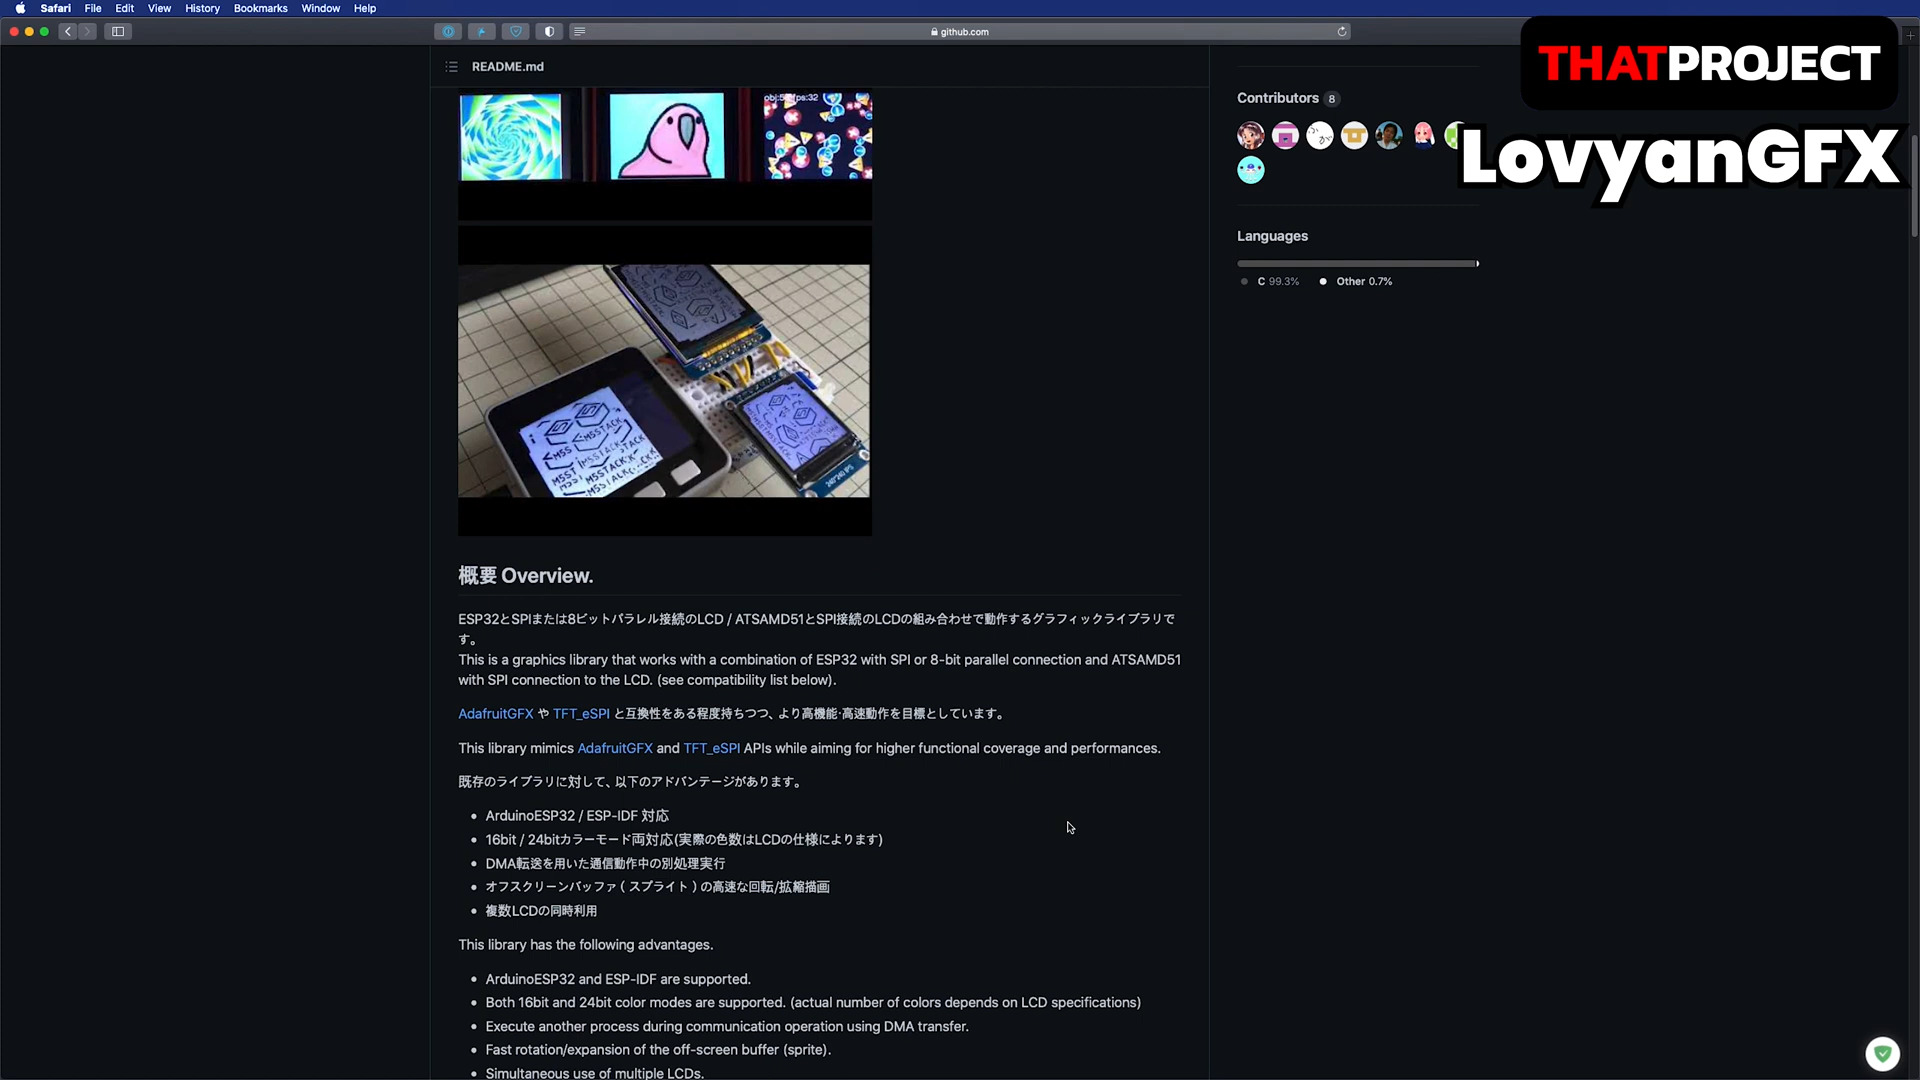 Safari File Edit View History Bookmarks Window Help
github.com
THATPROJECT
LovyanGFX
README.md
obj:5 fps:32
240*240 IPS
概要 Overview.
ESP32とSPIまたは8ビットパラレル接続のLCD / ATSAMD51とSPI接続のLCDの組み合わせで動作するグラフィックライブラリで
す。
This is a graphics library that works with a combination of ESP32 with SPI or 8-bit parallel connection and ATSAMD51
with SPI connection to the LCD. (see compatibility list below).
AdafruitGFX や TFT_eSPI と互換性をある程度持ちつつ、より高機能·高速動作を目標としています。
This library mimics AdafruitGFX and TFT_eSPI APIs while aiming for higher functional coverage and performances.
既存のライブラリに対して、以下のアドバンテージがあります。
ArduinoESP32 / ESP-IDF 対応
16bit / 24bitカラーモード両対応(実際の色数はLCDの仕様によります)
DMA転送を用いた通信動作中の別処理実行
オフスクリーンバッファ ( スプライト ) の高速な回転/拡縮描画
複数LCDの同時利用
This library has the following advantages.
ArduinoESP32 and ESP-IDF are supported.
Both 16bit and 24bit color modes are supported. (actual number of colors depends on LCD specifications)
Execute another process during communication operation using DMA transfer.
Fast rotation/expansion of the off-screen buffer (sprite).
Simultaneous use of multiple LCDs.
Contributors 8
Languages
C 99.3% Other 0.7%